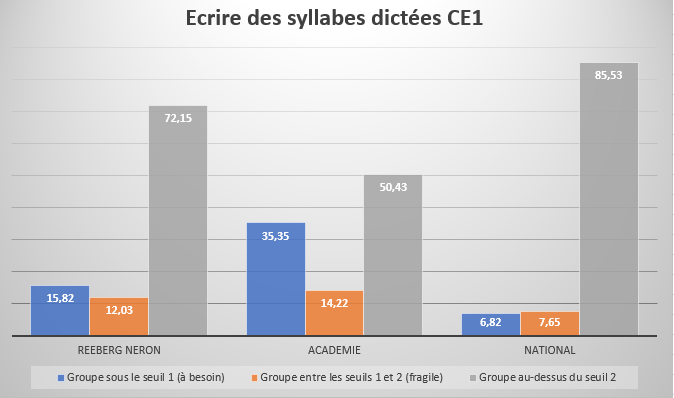 Ecrire des syllabes dictées CE1
72,15
85,53
50,43
35,35
15,82
12,03
14,22
6,82
7,65
REEBERG NERON
ACADEMIE
NATIONAL
Groupe sous le seuil 1 (à besoin)
Groupe entre les seuils 1 et 2 (fragile)
Groupe au-dessus du seuil 2